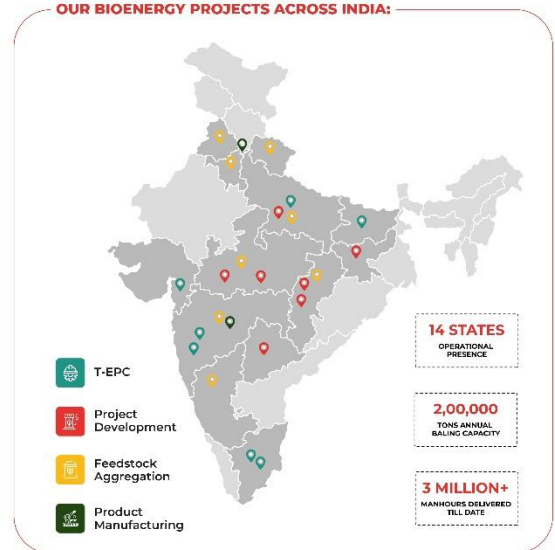 OUR BIOENERGY PROJECTS ACROSS INDIA:
14 STATES
OPERATIONAL
PRESENCE
2,00,000
TONS ANNUAL
BALING CAPACITY
3 MILLION+
MANHOURS DELIVERED
TILL DATE
T-EPC
Project
Development
Feedstock
Aggregation
Product
Manufacturing